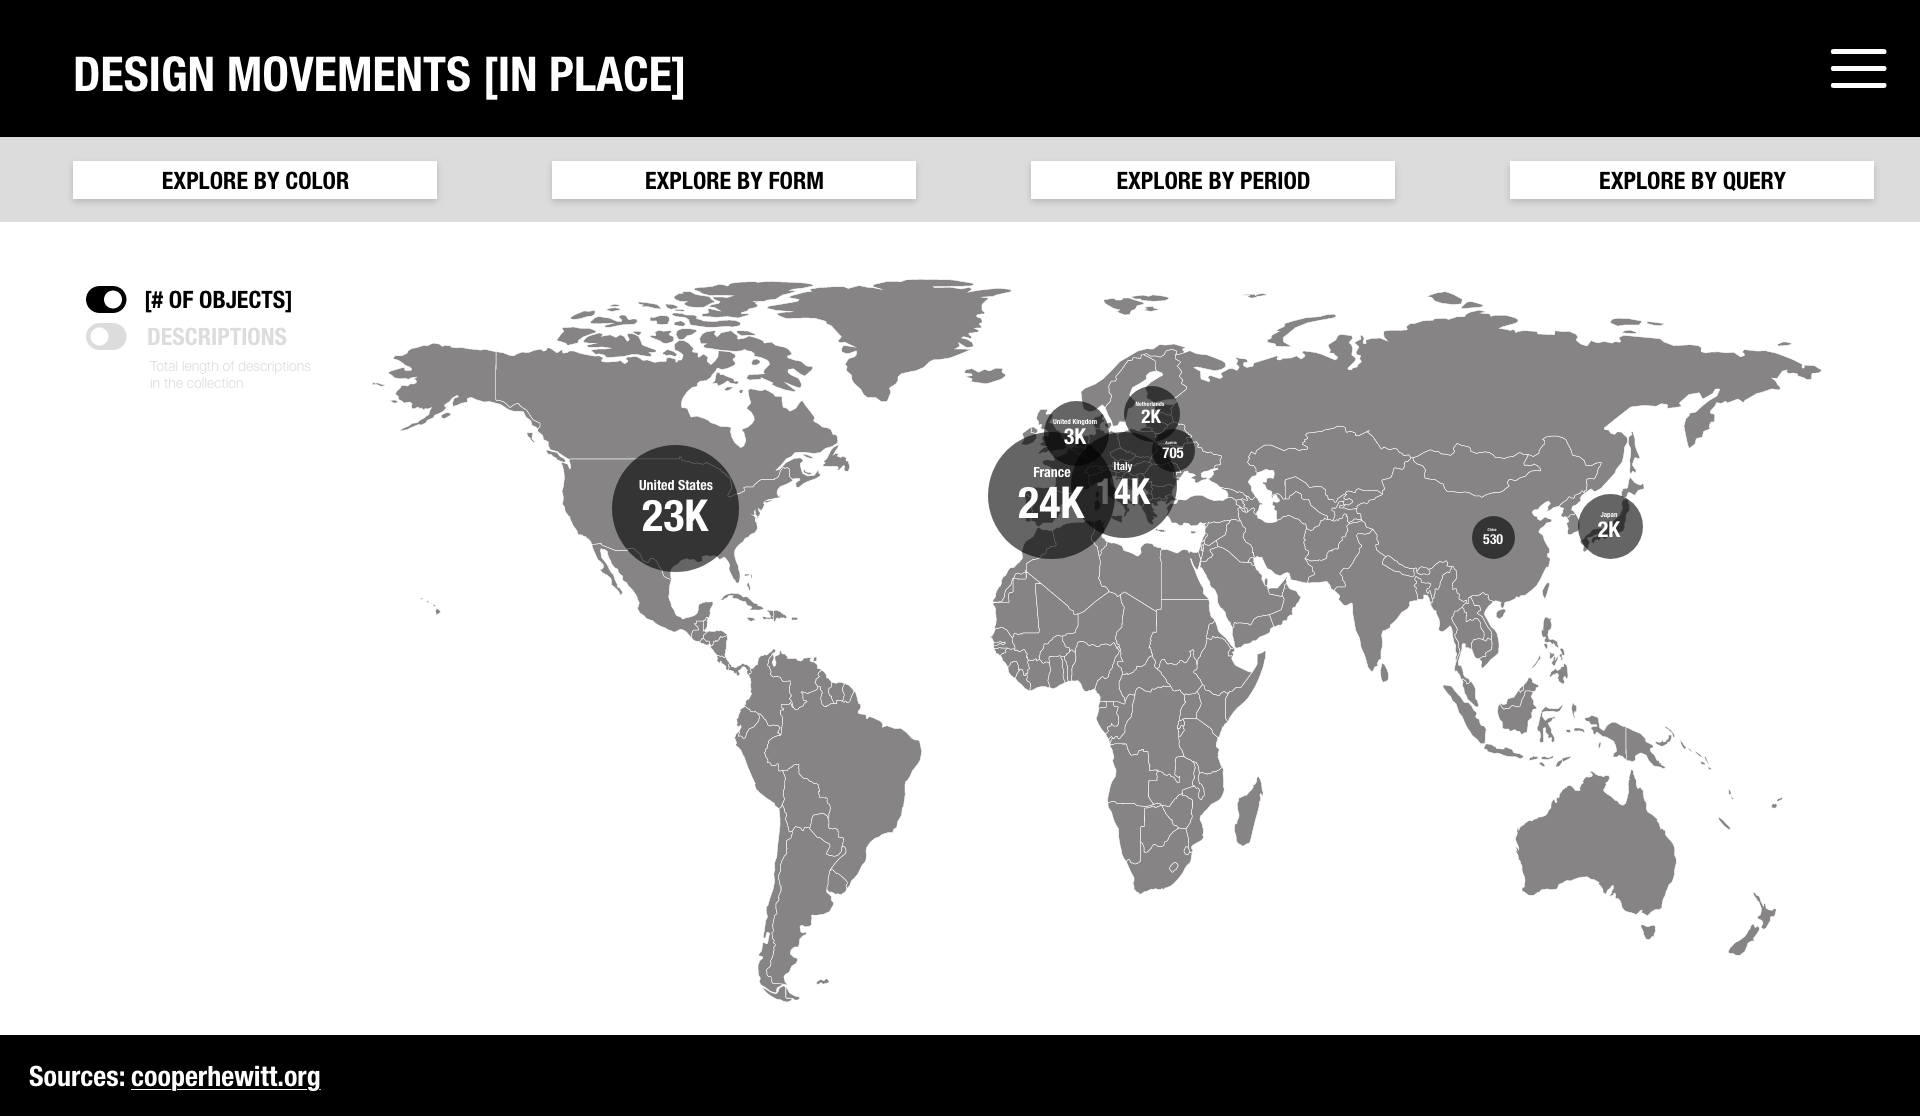 DESIGN MOVEMENTS [IN PLACE]
EXPLORE BY COLOR
EXPLORE BY FORM
EXPLORE BY PERIOD
EXPLORE BY QUERY
[# OF OBJECTS]
DESCRIPTIONS
Total length of descriptions
in the collection
United States
23K
France
24K
United Kingdom
3K
Italy
14K
Netherlands
2K
Austria
705
China
530
Japan
2K
Sources: cooperhewitt.org